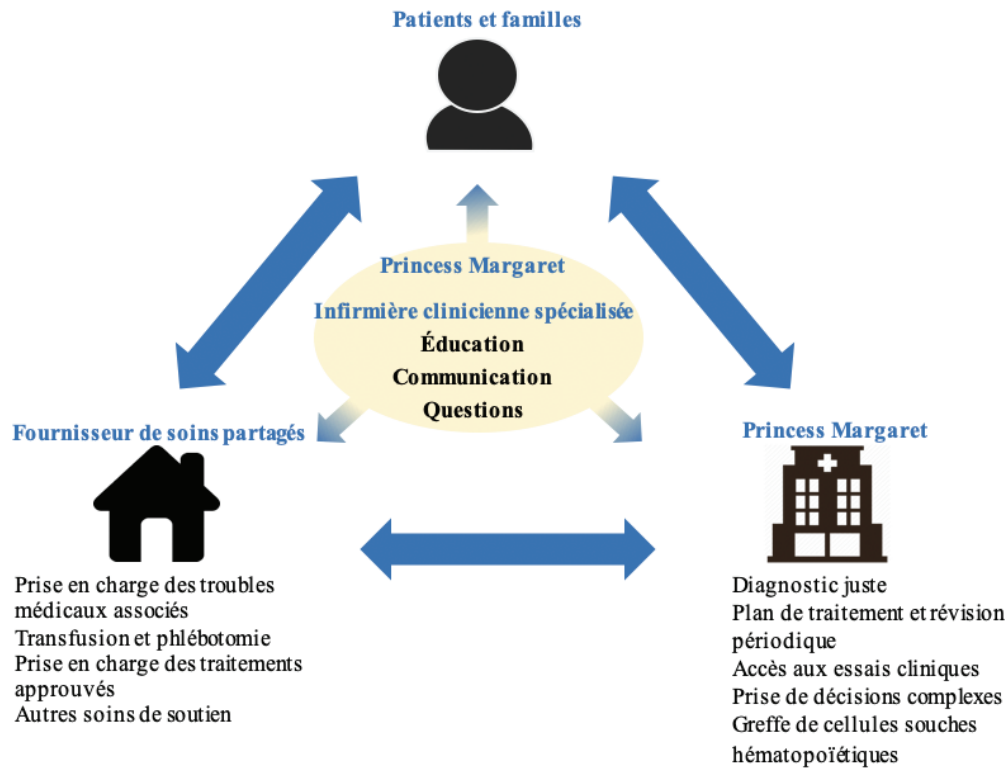 Patients et familles
Princess Margaret
Infirmière clinicienne spécialisée
Éducation
Communication
Questions
Fournisseur de soins partagés
Prise en charge des troubles
médicaux associés
Transfusion et phlébotomie
Prise en charge des traitements
approuvés
Autres soins de soutien
Princess Margaret
Diagnostic juste
Plan de traitement et révision
périodique
Accès aux essais cliniques
Prise de décisions complexes
Greffe de cellules souches
hématopoïétiques